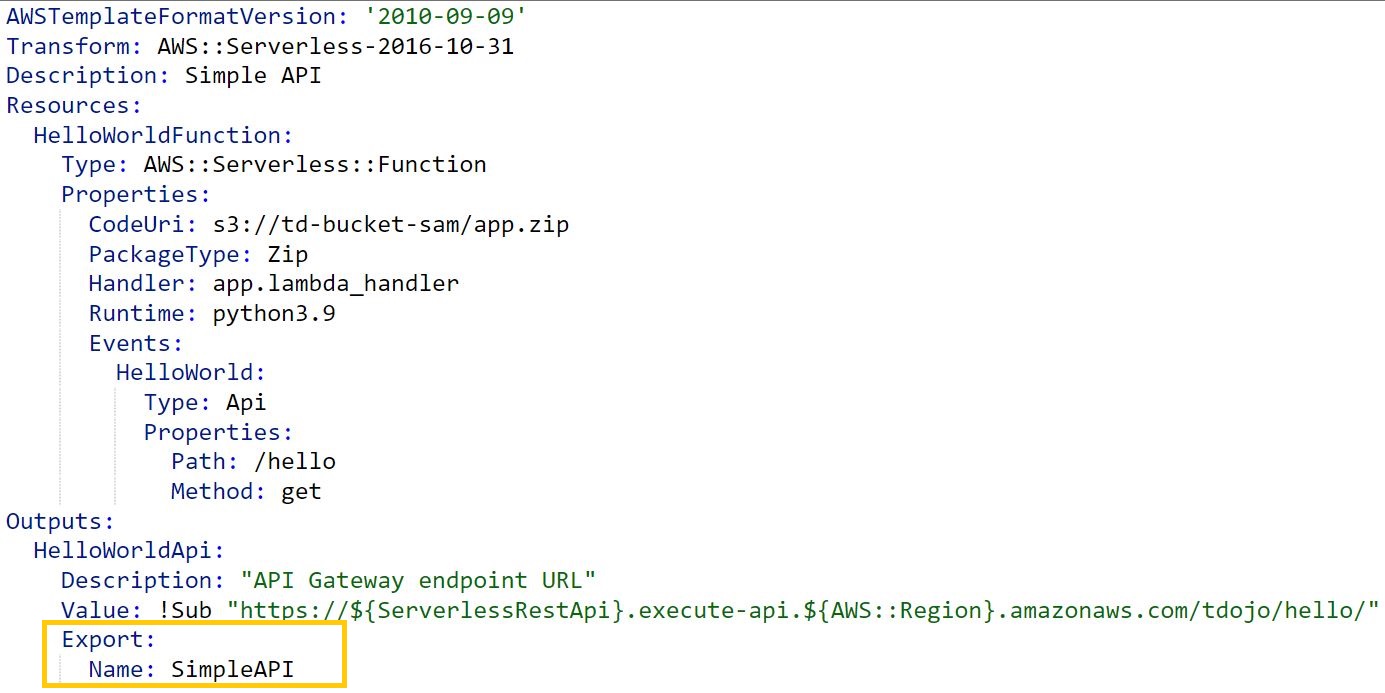 AWSTemplateFormatVersion: '2010-09-09'
Transform: AWS::Serverless-2016-10-31
Description: Simple API
Resources:
  HelloWorldFunction:
    Type: AWS::Serverless::Function
    Properties:
      CodeUri: s3://td-bucket-sam/app.zip
      PackageType: Zip
      Handler: app.lambda_handler
      Runtime: python3.9
      Events:
        HelloWorld:
          Type: Api
          Properties:
            Path: /hello
            Method: get
Outputs:
  HelloWorldApi:
    Description: "API Gateway endpoint URL"
    Value: !Sub "https://${ServerlessRestApi}.execute-api.${AWS::Region}.amazonaws.com/tdojo/hello/"
    Export:
      Name: SimpleAPI